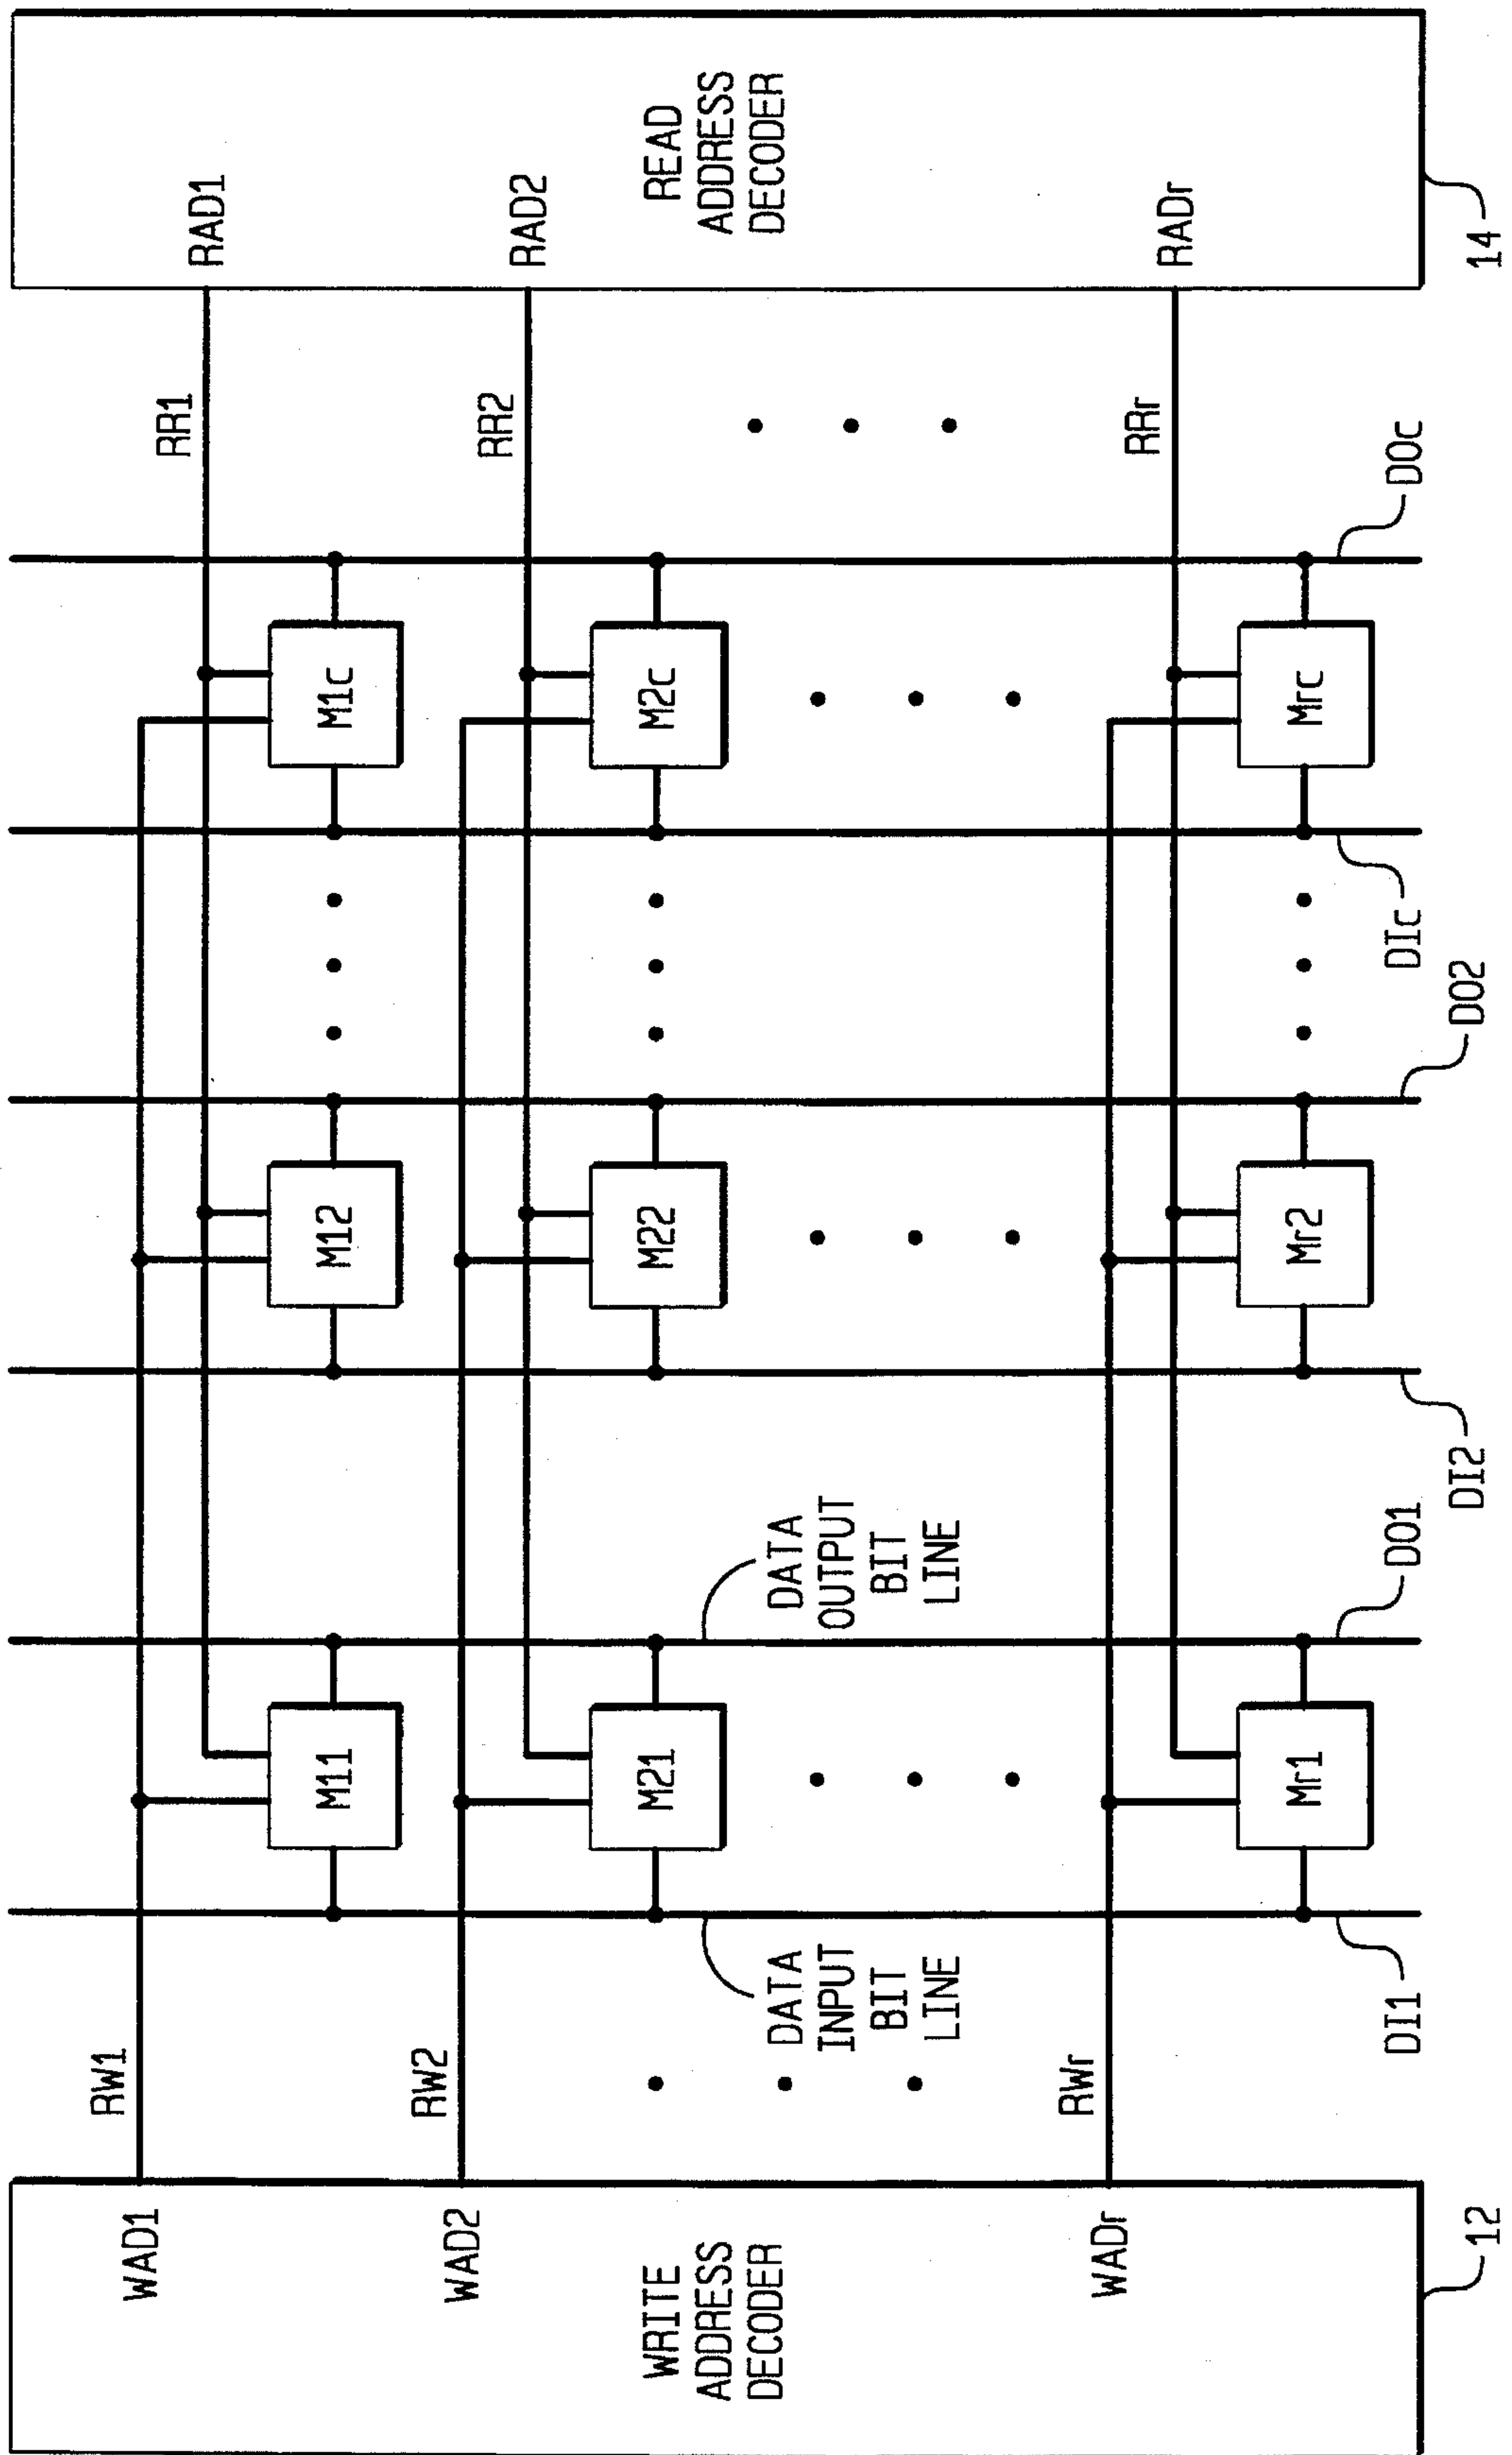 WRITE
ADDRESS
DECODER
12
WAD1
WAD2
WADr
RW1
RW2
RWr
DATA
INPUT
BIT
LINE
DI1
M11
M21
Mr1
DATA
OUTPUT
BIT
LINE
DO1
DI2
M12
M22
Mr2
DO2
DIc
M1c
M2c
Mrc
DOc
RR1
RR2
RRr
RAD1
RAD2
RADr
READ
ADDRESS
DECODER
14